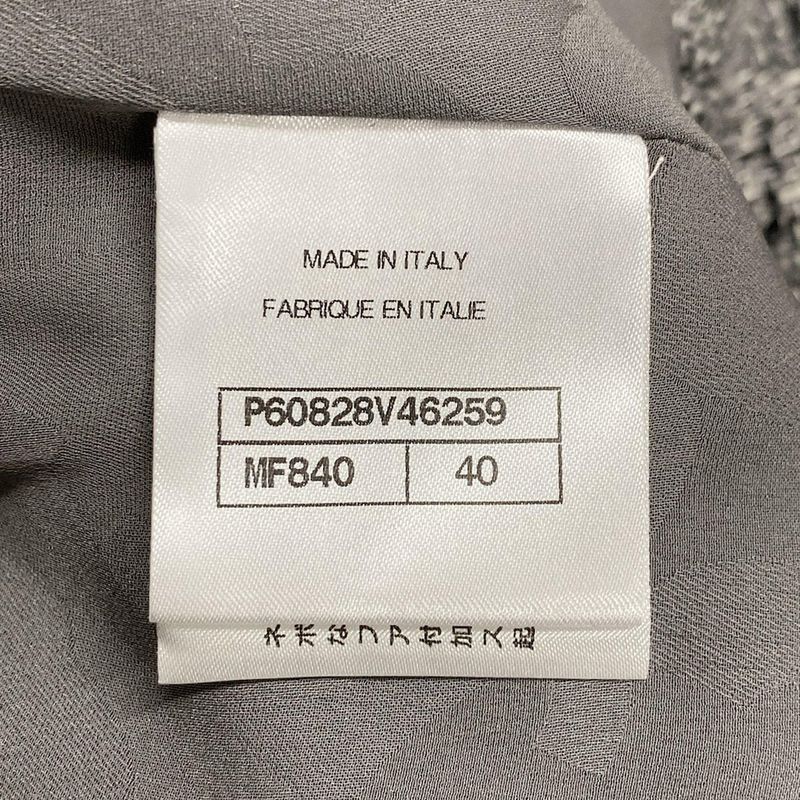 MADE IN ITALY
FABRIQUE EN ITALIE
P60828V46259
MF840 40